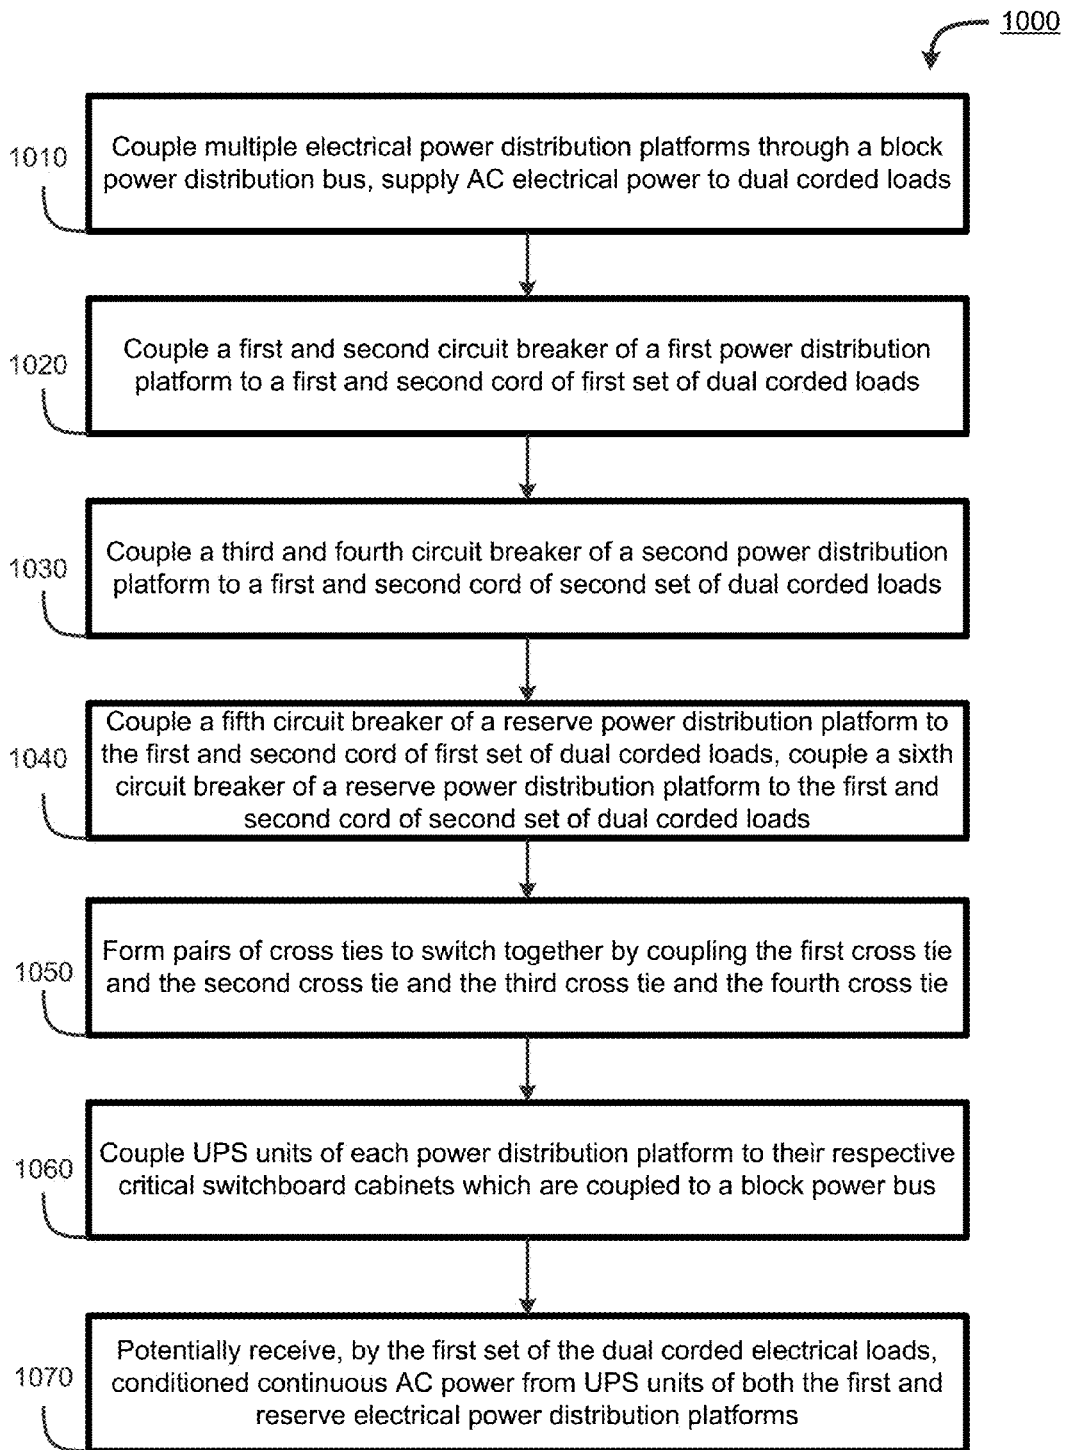 1000
1010
Couple multiple electrical power distribution platforms through a block
power distribution bus, supply AC electrical power to dual corded loads
1020
Couple a first and second circuit breaker of a first power distribution
platform to a first and second cord of first set of dual corded loads
1030
Couple a third and fourth circuit breaker of a second power distribution
platform to a first and second cord of second set of dual corded loads
1040
Couple a fifth circuit breaker of a reserve power distribution platform to
the first and second cord of first set of dual corded loads, couple a sixth
circuit breaker of a reserve power distribution platform to the first and
second cord of second set of dual corded loads
1050
Form pairs of cross ties to switch together by coupling the first cross tie
and the second cross tie and the third cross tie and the fourth cross tie
1060
Couple UPS units of each power distribution platform to their respective
critical switchboard cabinets which are coupled to a block power bus
1070
Potentially receive, by the first set of the dual corded electrical loads,
conditioned continuous AC power from UPS units of both the first and
reserve electrical power distribution platforms